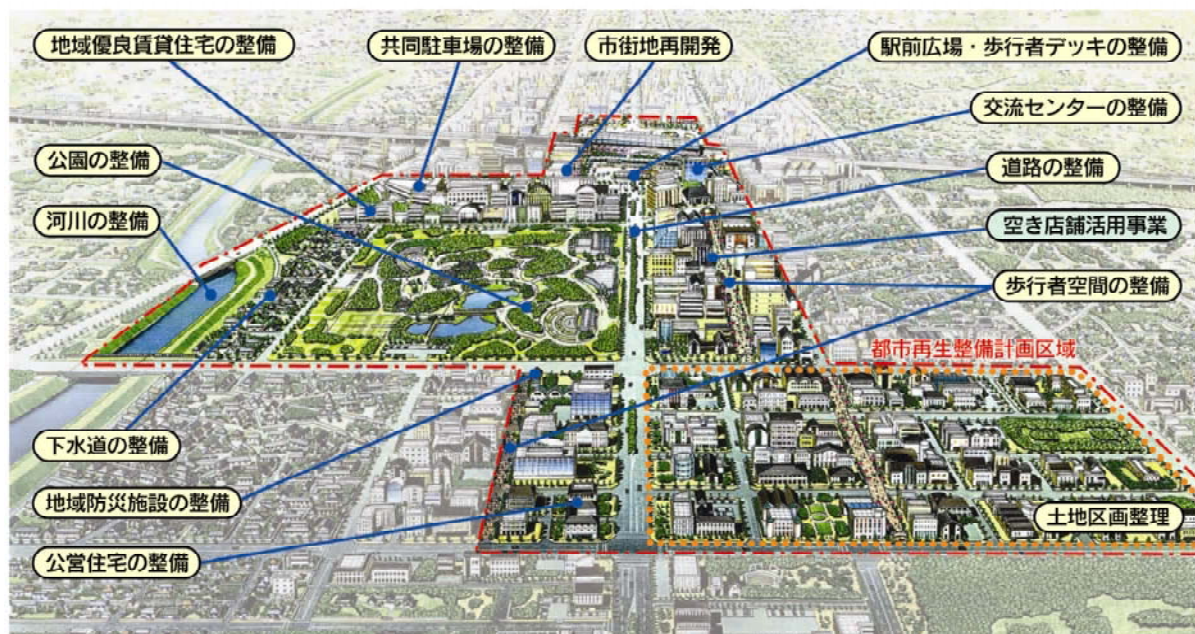 地域優良賃貸住宅の整備
共同駐車場の整備
市街地再開発
駅前広場・歩行者デッキの整備
交流センターの整備
公園の整備
道路の整備
河川の整備
空き店舗活用事業
歩行者空間の整備
都市再生整備計画区域
下水道の整備
地域防災施設の整備
土地区画整理
公営住宅の整備